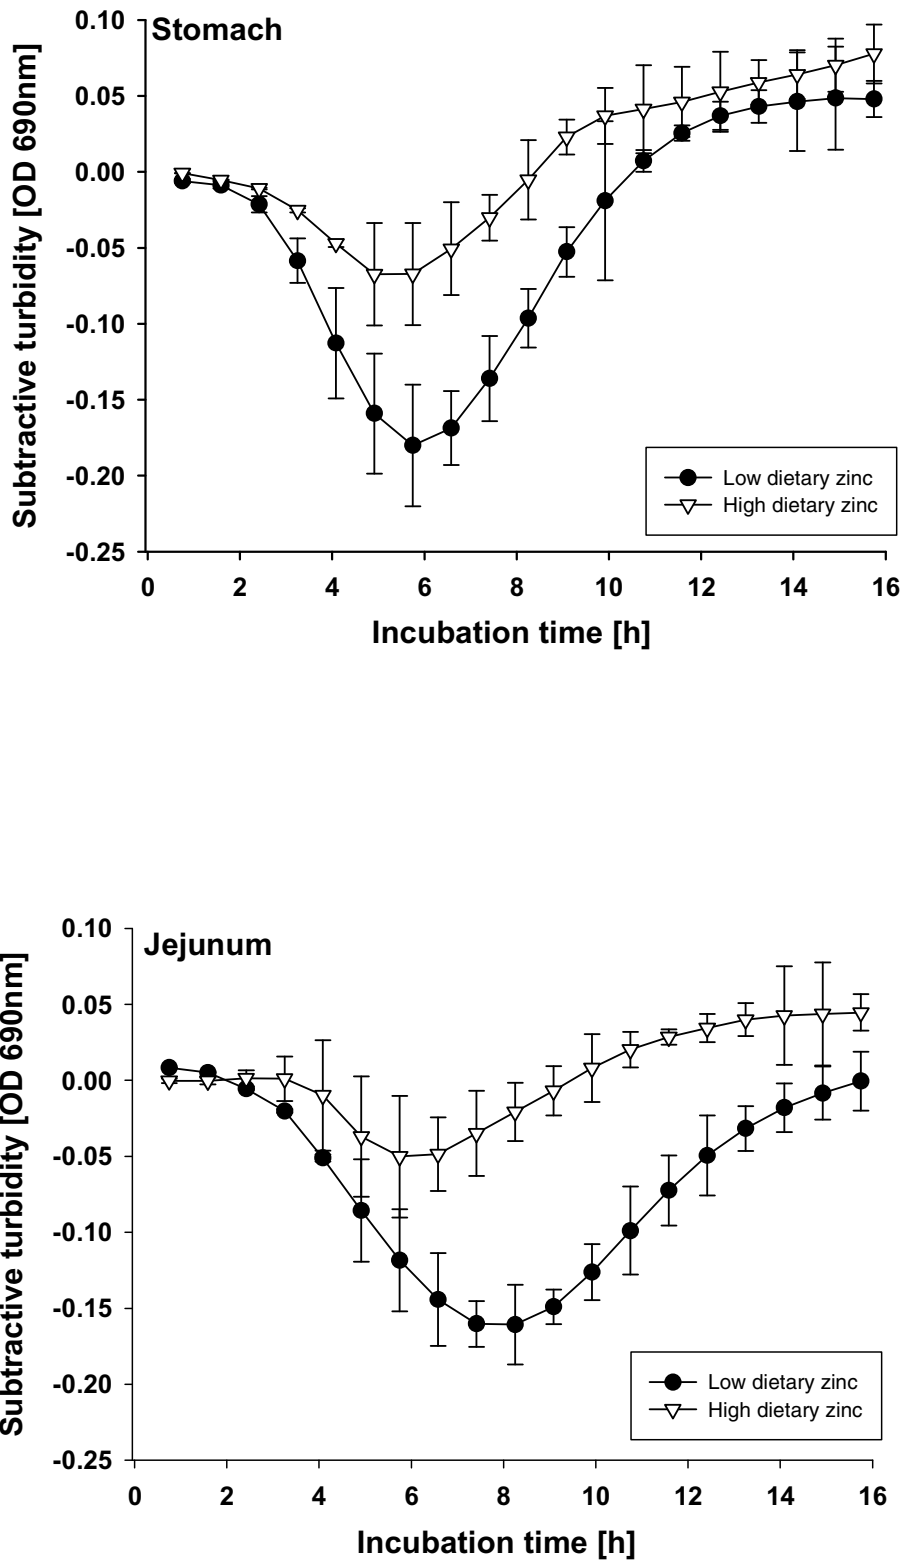 Stomach
Subtractive turbidity [OD 690nm]
0.10
0.05
0.00
-0.05
-0.10
-0.15
-0.20
-0.25
Low dietary zinc
High dietary zinc
0 2 4 6 8 10 12 14 16
Incubation time [h]
Jejunum
Subtractive turbidity [OD 690nm]
0.10
0.05
0.00
-0.05
-0.10
-0.15
-0.20
-0.25
Low dietary zinc
High dietary zinc
0 2 4 6 8 10 12 14 16
Incubation time [h]